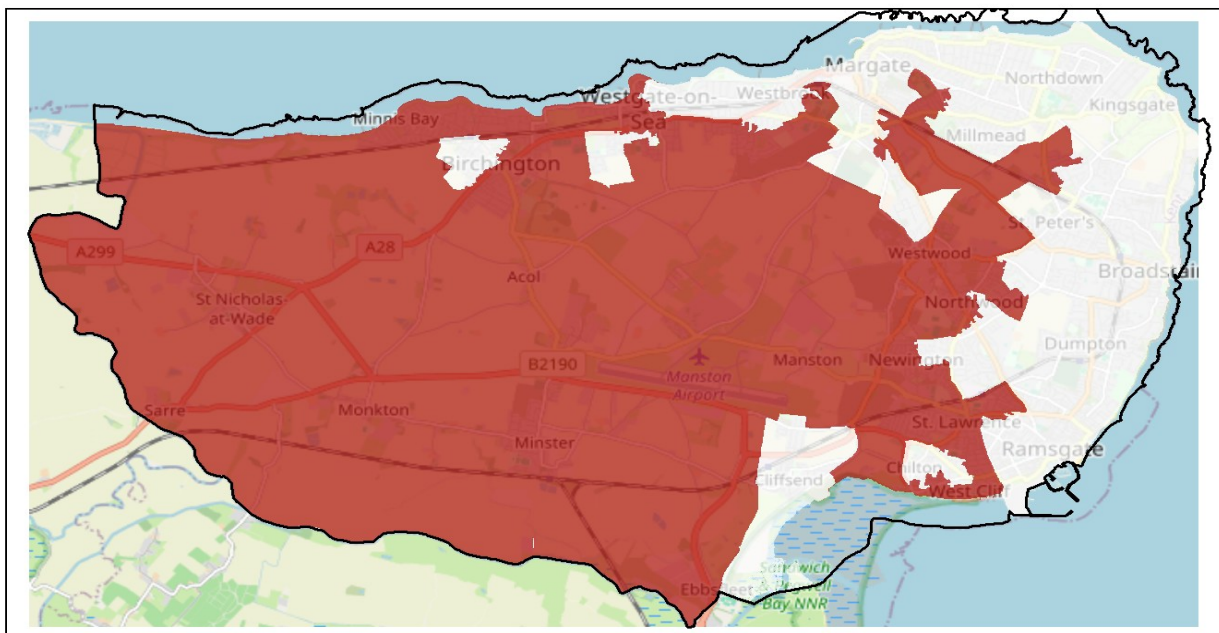 Margate
Northdown
Kingsgate
Westgate-on-
Sea
Westbrook
Minnis Bay
Millmead
Birchington
St. Peter's
A299
A28
Westwood
Acol
Broadstair
St Nicholas-
at-Wade
Northwood
Dumpton
B2190
Manston
Newington
Manston
Airport
Sarre
Monkton
St. Lawrence
Minster
Ramsgate
Cliffsend
Chilton
West Cliff
Ebbsfleet
Sandwich
Bay NNR